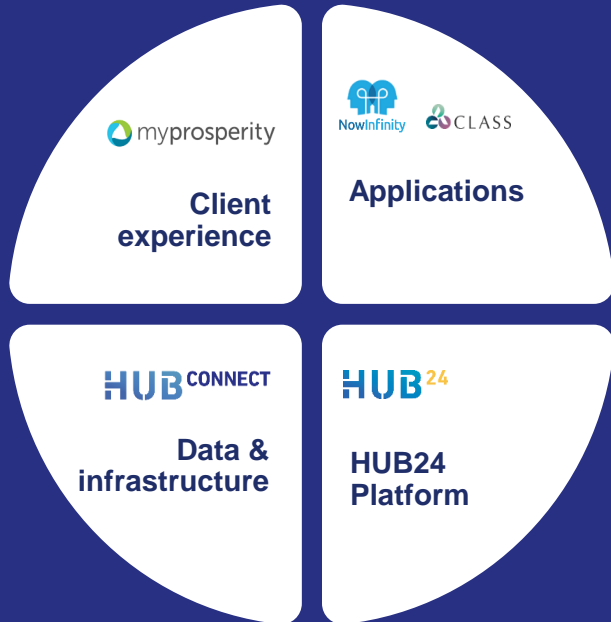 myprosperity
Client
experience
NowInfinity
CLASS
Applications
HUB CONNECT
Data &
infrastructure
HUB 24
HUB24
Platform